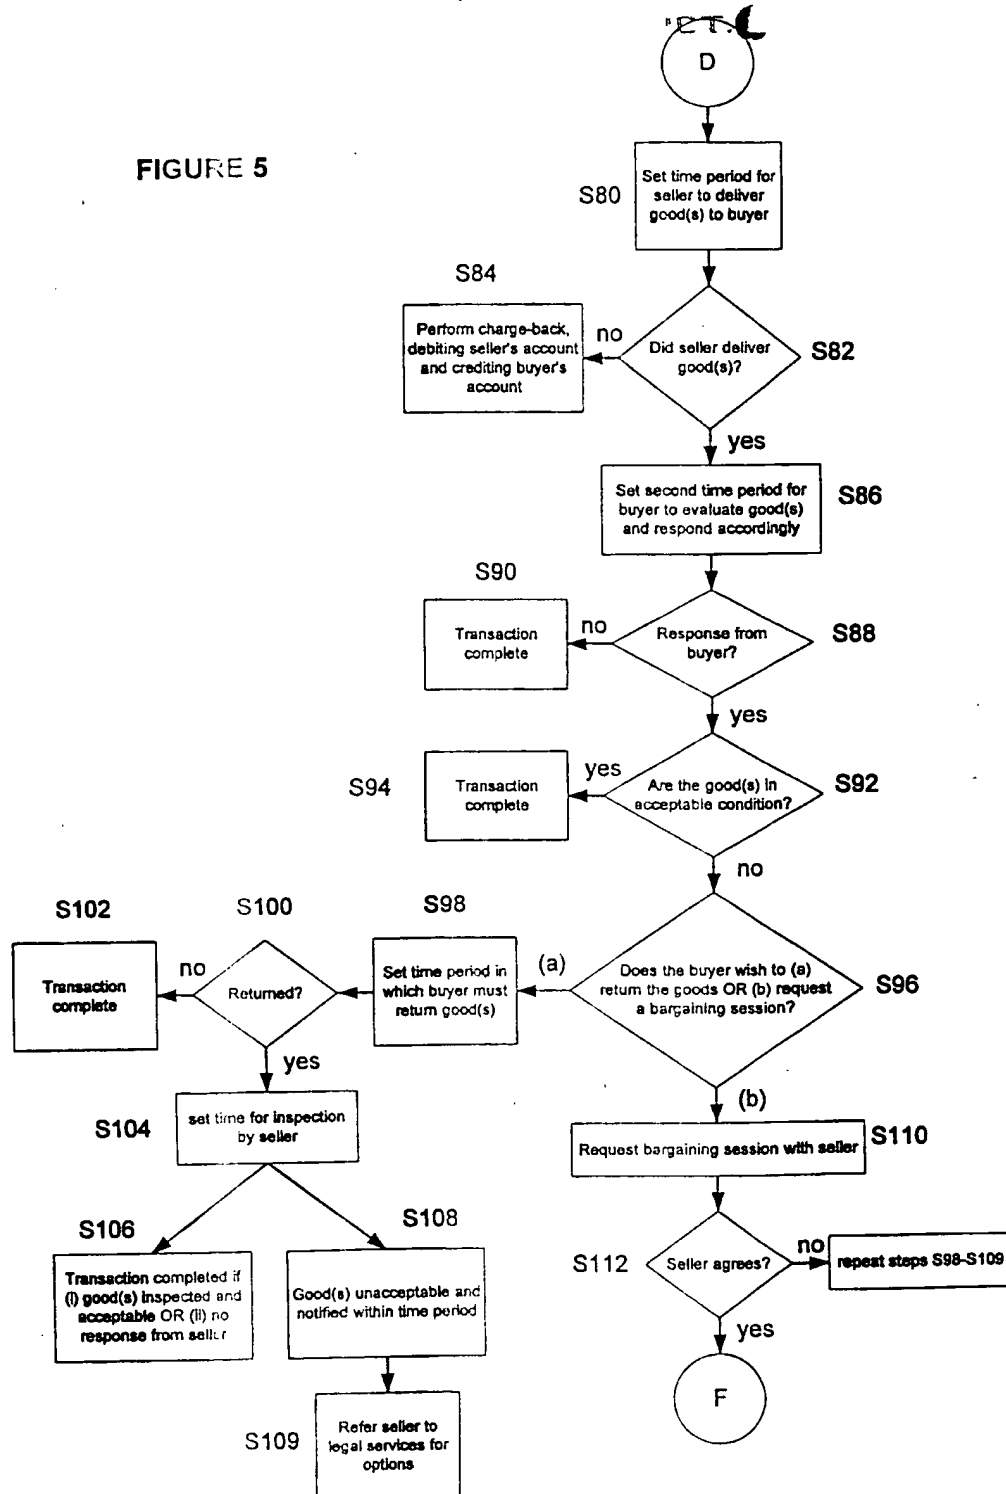 D
FIGURE 5
S80
Set time period for
seller to deliver
good(s) to buyer
S84
Perform charge-back,
debiting seller's account
and crediting buyer's
account
no
Did seller deliver
good(s)?
S82
yes
Set second time period for
buyer to evaluate good(s)
and respond accordingly
S86
S90
Transaction
complete
no
Response from
buyer?
S88
yes
S94
Transaction
complete
yes
Are the good(s) in
acceptable condition?
S92
no
S102
S100
S98
Transaction
complete
no
Returned?
Set time period in
which buyer must
return good(s)
(a)
Does the buyer wish to (a)
return the goods OR (b) request
a bargaining session?
S96
yes
(b)
S104
set time for inspection
by seller
Request bargaining session with seller
S110
S106
S108
Transaction completed if
(i) good(s) inspected and
acceptable OR (ii) no
response from seller
Good(s) unacceptable and
notified within time period
S112
Seller agrees?
no
repeat steps S98-S109
yes
F
S109
Refer seller to
legal services for
options